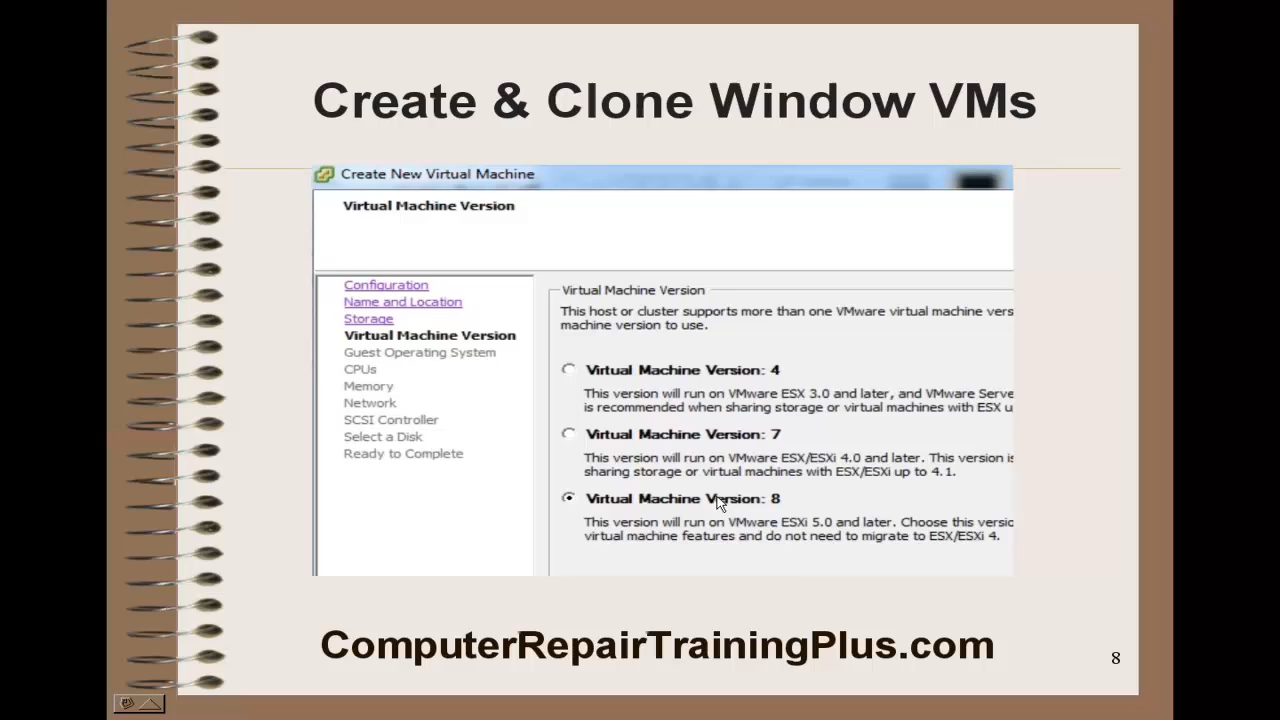 Create & Clone Window VMs
Create New Virtual Machine
Virtual Machine Version
Configuration
Name and Location
Storage
Virtual Machine Version
Guest Operating System
CPUs
Memory
Network
SCSI Controller
Select a Disk
Ready to Complete
Virtual Machine Version
This host or cluster supports more than one VMware virtual machine vers
machine version to use.
Virtual Machine Version: 4
This version will run on VMware ESX 3.0 and later, and VMware Serve
is recommended when sharing storage or virtual machines with ESX u
Virtual Machine Version: 7
This version will run on VMware ESX/ESXi 4.0 and later. This version is
sharing storage or virtual machines with ESX/ESXi up to 4.1.
Virtual Machine Version: 8
This version will run on VMware ESXi 5.0 and later. Choose this versio
virtual machine features and do not need to migrate to ESX/ESXi 4.
ComputerRepairTrainingPlus.com
8